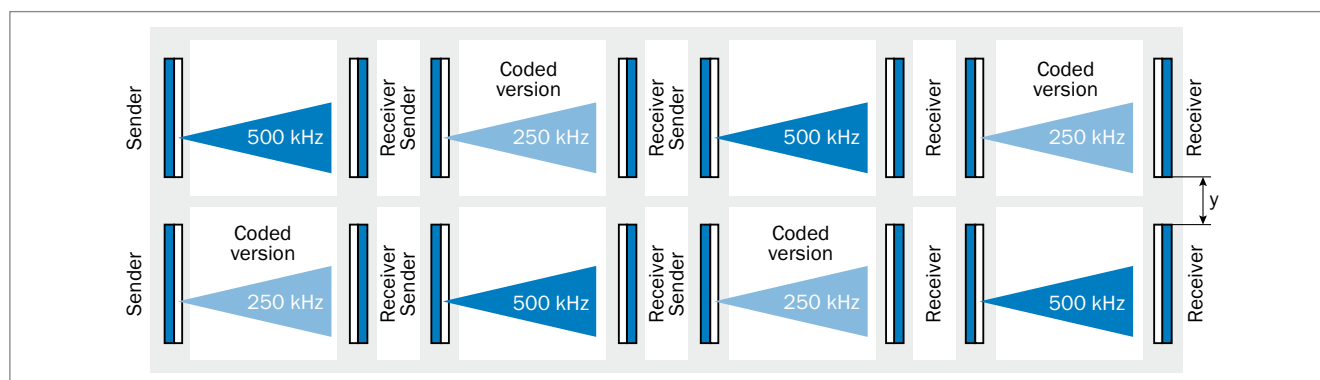 Sender
500 kHz
Receiver
Sender
Coded
version
250 kHz
Receiver
Sender
500 kHz
Receiver
Coded
version
250 kHz
Receiver
y
Sender
Coded
version
250 kHz
Receiver
Sender
500 kHz
Receiver
Sender
Coded
version
250 kHz
Receiver
500 kHz
Receiver